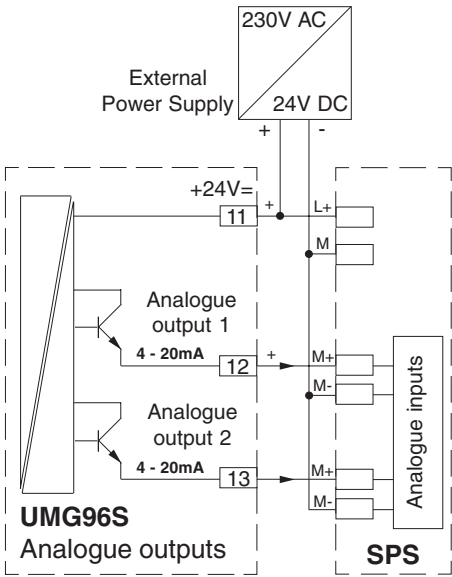 230V AC
External
Power Supply
24V DC
+ -
+24V=
11
+
L+
M
Analogue
output 1
4 - 20mA
12
+
M+
M-
Analogue
output 2
4 - 20mA
13
M+
M-
Analogue inputs
UMG96S
Analogue outputs
SPS